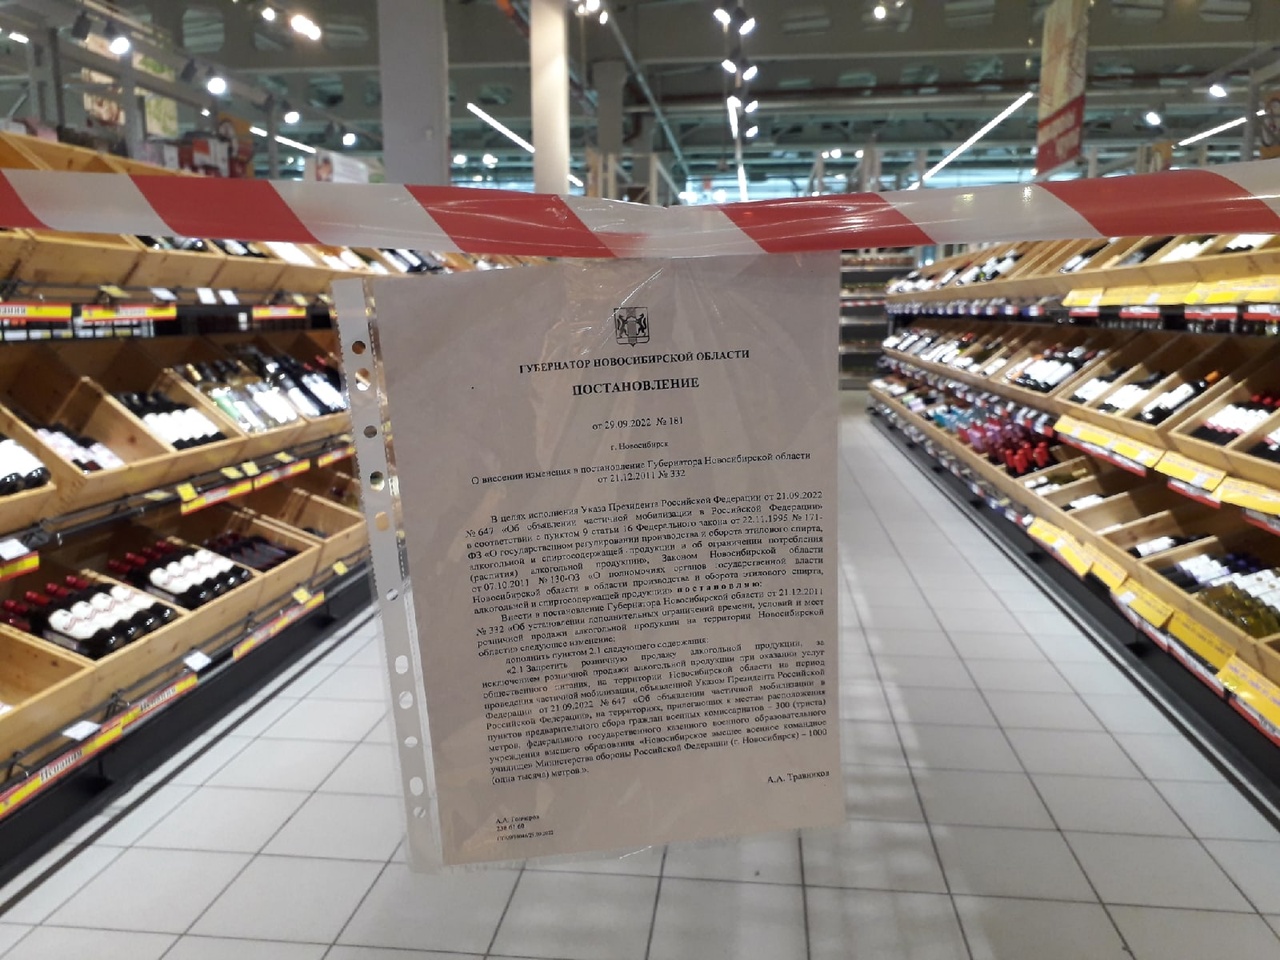 ГУБЕРНАТОР НОВОСИБИРСКОЙ ОБЛАСТИ
ПОСТАНОВЛЕНИЕ
от 29.09.2022 № 181
г. Новосибирск
О внесении изменения в постановление Губернатора Новосибирской области
от 21.12.2011 № 332
В целях исполнения Указа Президента Российской Федерации от 21.09.2022
№ 647 «Об объявлении частичной мобилизации в Российской Федерации»,
в соответствии с пунктом 9 статьи 16 Федерального закона от 22.11.1995 № 171-
ФЗ «О государственном регулировании производства и оборота этилового спирта,
алкогольной и спиртосодержащей продукции и об ограничении потребления
(распития) алкогольной продукции», Законом Новосибирской области
от 07.10.2011 № 130-ОЗ «О полномочиях органов государственной власти
Новосибирской области в области производства и оборота этилового спирта,
алкогольной и спиртосодержащей продукции» постановляю:
Внести в постановление Губернатора Новосибирской области от 21.12.2011
№ 332 «Об установлении дополнительных ограничений времени, условий и мест
розничной продажи алкогольной продукции на территории Новосибирской
области» следующее изменение:
дополнить пунктом 2.1 следующего содержания:
«2.1 Запретить розничную продажу алкогольной продукции, за
исключением розничной продажи алкогольной продукции при оказании услуг
общественного питания, на территории Новосибирской области на период
проведения частичной мобилизации, объявленной Указом Президента Российской
Федерации от 21.09.2022 № 647 «Об объявлении частичной мобилизации в
Российской Федерации», на территориях, прилегающих к местам расположения
пунктов предварительного сбора граждан военных комиссариатов – 300 (триста)
метров, федерального государственного казенного военного образовательного
учреждения высшего образования «Новосибирское высшее военное командное
училище» Министерства обороны Российской Федерации (г. Новосибирск) – 1000
(одна тысяча) метров.».
А.А. Травников
А.А. Гончаров
Испания